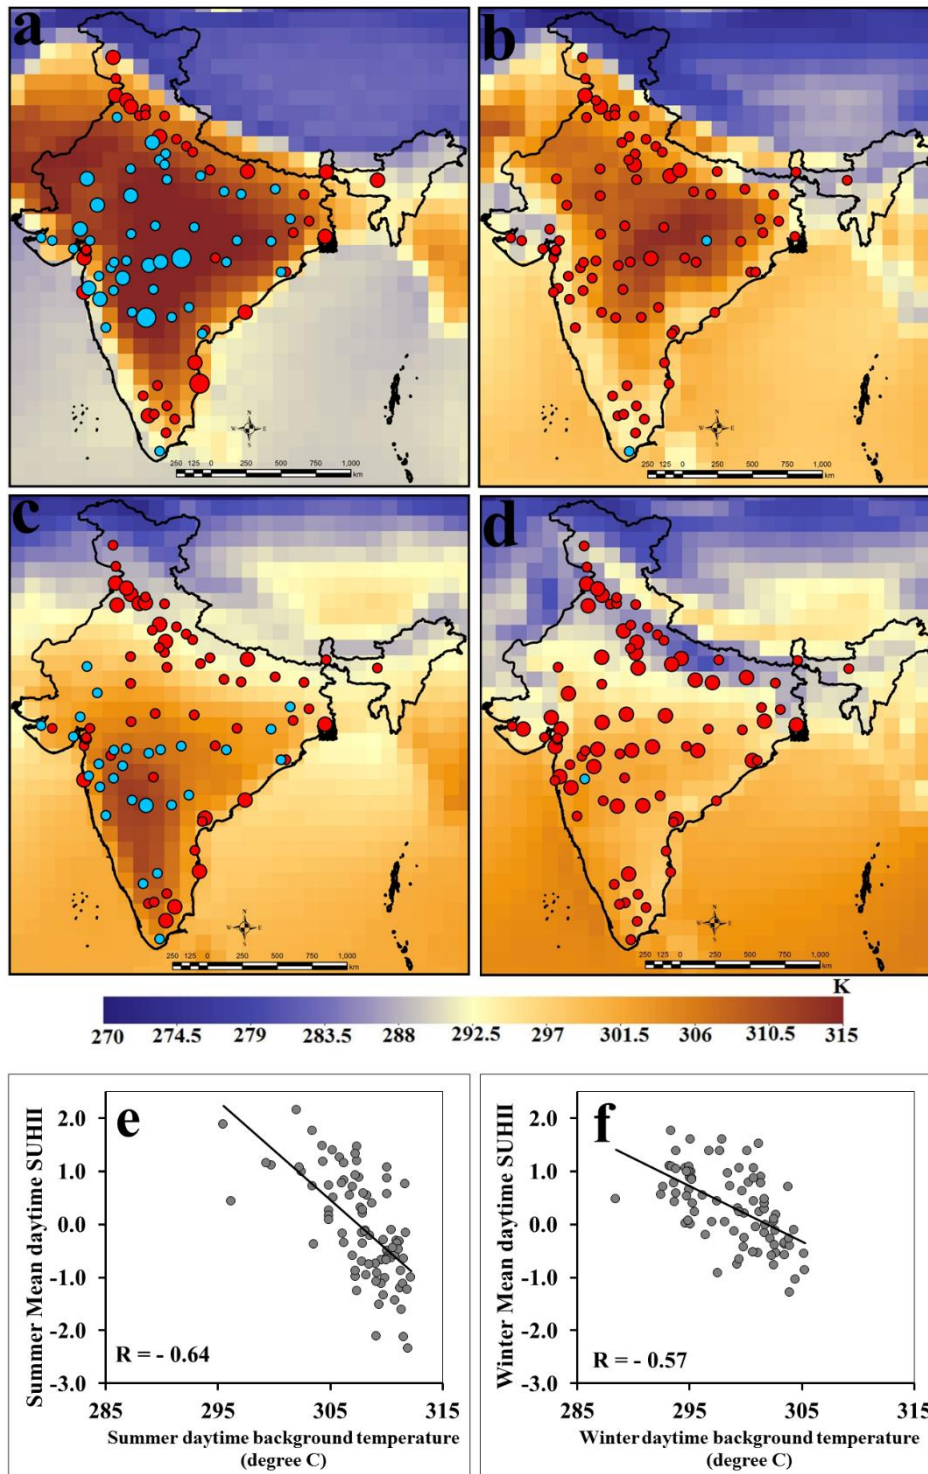 a
b
N
W E
S
250 125 0 250 500 750 1,000
km
N
W E
S
250 125 0 250 500 750 1,000
km
c
d
N
W E
S
250 125 0 250 500 750 1,000
km
N
W E
S
250 125 0 250 500 750 1,000
km
K
270 274.5 279 283.5 288 292.5 297 301.5 306 310.5 315
e
Summer Mean daytime SUHII
2.0
1.0
0.0
-1.0
-2.0
-3.0
R = - 0.64
285 295 305 315
Summer daytime background temperature
(degree C)
f
Winter Mean daytime SUHII
2.0
1.0
0.0
-1.0
-2.0
-3.0
R = - 0.57
285 295 305 315
Winter daytime background temperature
(degree C)